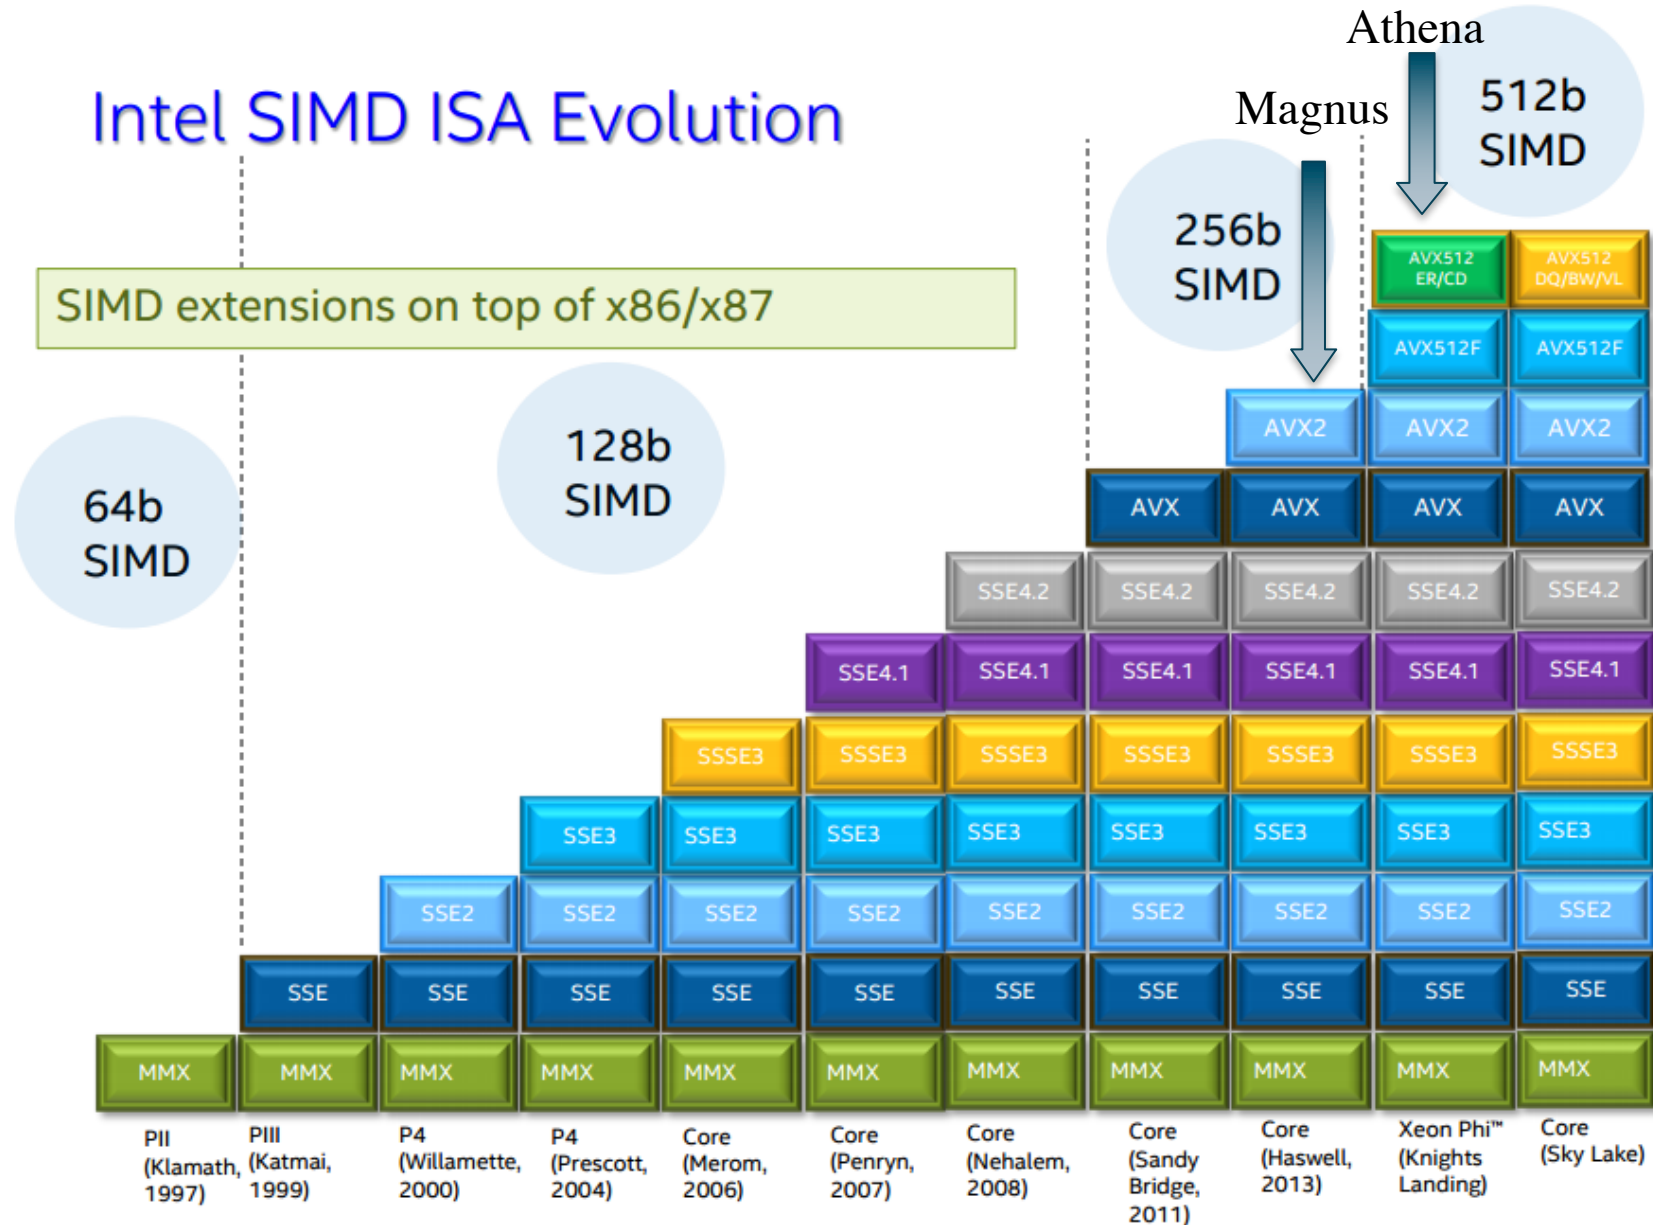 Athena
Magnus
Intel SIMD ISA Evolution
512b
SIMD
256b
SIMD
SIMD extensions on top of x86/x87
128b
SIMD
64b
SIMD
AVX512
ER/CD
AVX512
DQ/BW/VL
AVX512F AVX512F
AVX2 AVX2 AVX2
AVX AVX AVX AVX
SSE4.2 SSE4.2 SSE4.2 SSE4.2 SSE4.2
SSE4.1 SSE4.1 SSE4.1 SSE4.1 SSE4.1 SSE4.1
SSSE3 SSSE3 SSSE3 SSSE3 SSSE3 SSSE3 SSSE3
SSE3 SSE3 SSE3 SSE3 SSE3 SSE3 SSE3 SSE3
SSE2 SSE2 SSE2 SSE2 SSE2 SSE2 SSE2 SSE2 SSE2
SSE SSE SSE SSE SSE SSE SSE SSE SSE SSE
MMX MMX MMX MMX MMX MMX MMX MMX MMX MMX MMX
PII
(Klamath,
1997)
PIII
(Katmai,
1999)
P4
(Willamette,
2000)
P4
(Prescott,
2004)
Core
(Merom,
2006)
Core
(Penryn,
2007)
Core
(Nehalem,
2008)
Core
(Sandy
Bridge,
2011)
Core
(Haswell,
2013)
Xeon Phi™
(Knights
Landing)
Core
(Sky Lake)